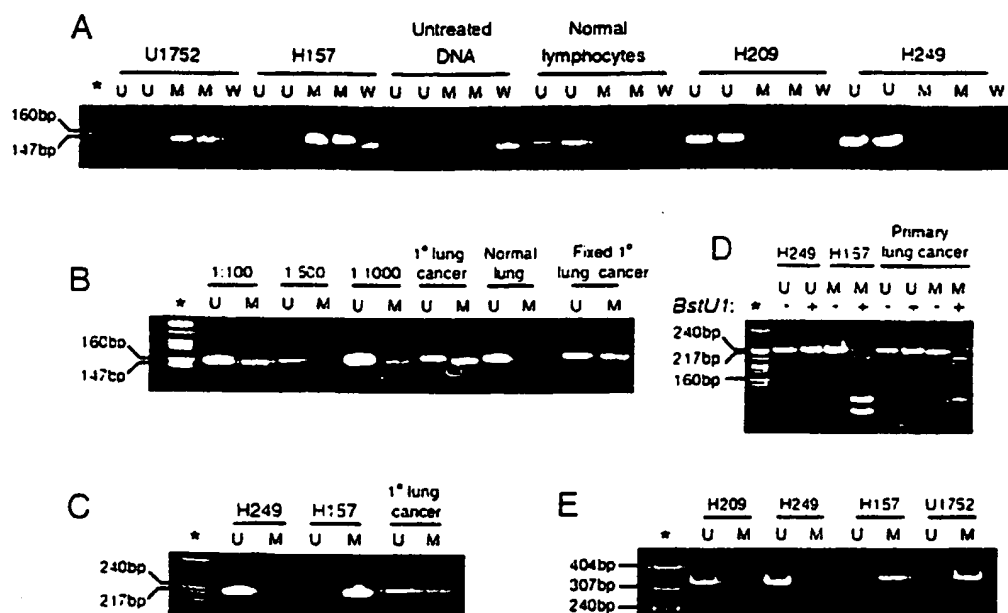 A
U1752 H157 Untreated DNA Normal lymphocytes H209 H249
* U U M M W U U M M W U U M M W U U M M W U U M M W U U M M W
160bp
147bp
B
1:100 1:500 1:1000 1° lung cancer Normal lung Fixed 1° lung cancer
* U M U M U M U M U M U M
160bp
147bp
D
H249 H157 Primary lung cancer
U U M M U U M M
BstU1: * - + - + - + - +
240bp
217bp
160bp
C
H249 H157 1° lung cancer
* U M U M U M
240bp
217bp
E
H209 H249 H157 U1752
* U M U M U M U M
404bp
307bp
240bp